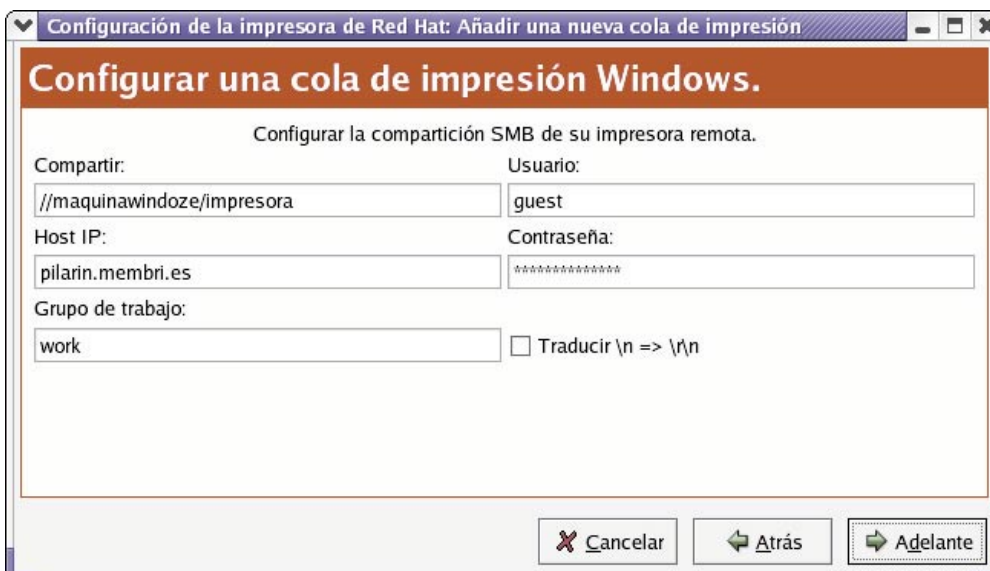 Configuración de la impresora de Red Hat: Añadir una nueva cola de impresión
Configurar una cola de impresión Windows.
Configurar la compartición SMB de su impresora remota.
Compartir:
Usuario:
//maquinawindoze/impresora
guest
Host IP:
Contraseña:
pilarin.membri.es
**************
Grupo de trabajo:
work
Traducir \n => \r\n
Cancelar
Atrás
Adelante